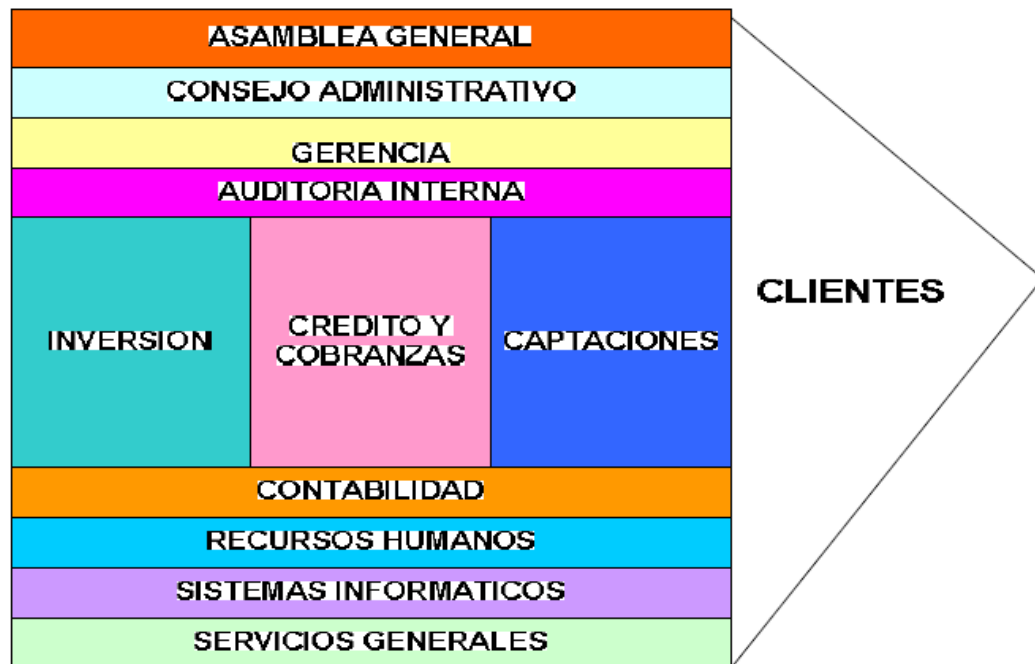 ASAMBLEA GENERAL
CONSEJO ADMINISTRATIVO
GERENCIA
AUDITORIA INTERNA
INVERSION
CREDITO Y
COBRANZAS
CAPTACIONES
CLIENTES
CONTABILIDAD
RECURSOS HUMANOS
SISTEMAS INFORMATICOS
SERVICIOS GENERALES